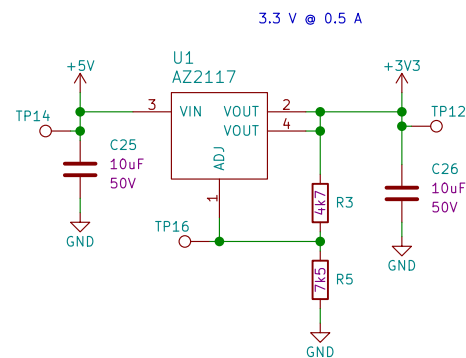 3.3 V @ 0.5 A
U1
AZ2117
+5V
+3V3
3
VIN
VOUT
2
VOUT
4
TP14
TP12
ADJ
1
C25
10uF
50V
C26
10uF
50V
4k7
R3
TP16
GND
GND
7k5
R5
GND